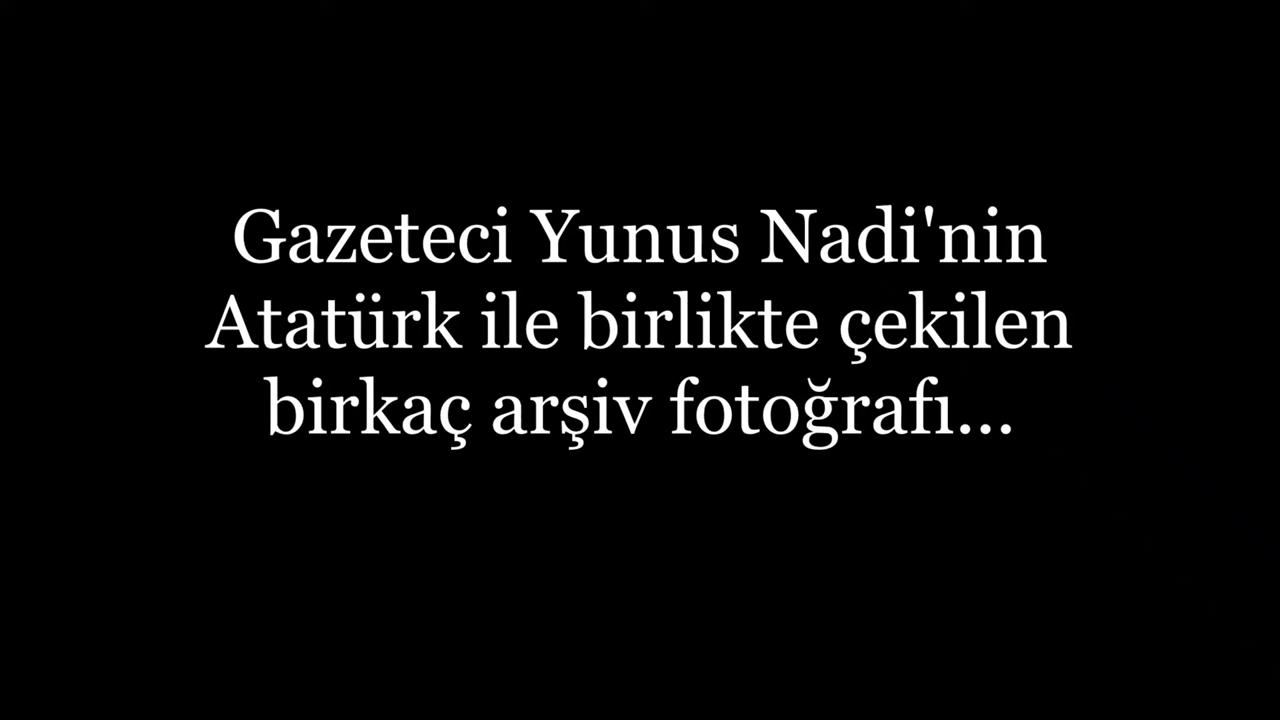 Gazeteci Yunus Nadi'nin
Atatürk ile birlikte çekilen
birkaç arşiv fotoğrafı...